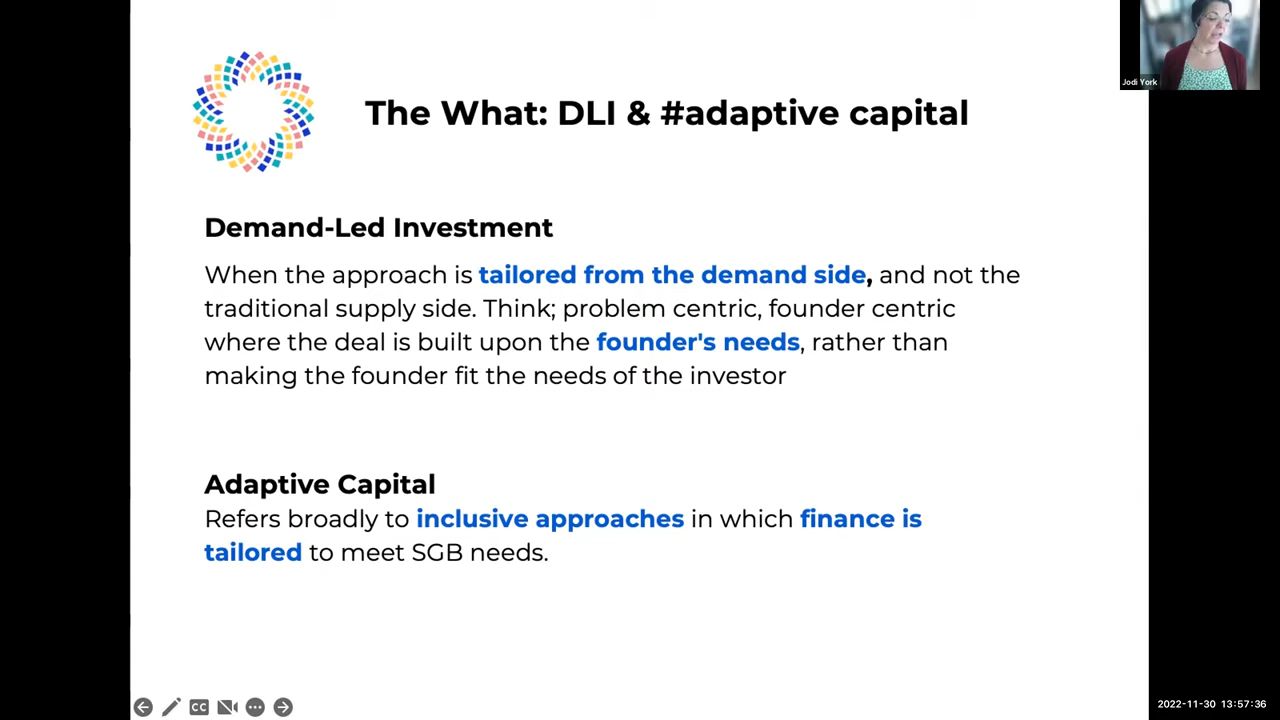 Jodi York
The What: DLI & #adaptive capital
Demand-Led Investment
When the approach is tailored from the demand side, and not the
traditional supply side. Think; problem centric, founder centric
where the deal is built upon the founder's needs, rather than
making the founder fit the needs of the investor
Adaptive Capital
Refers broadly to inclusive approaches in which finance is
tailored to meet SGB needs.
CC
2022-11-30 13:57:36